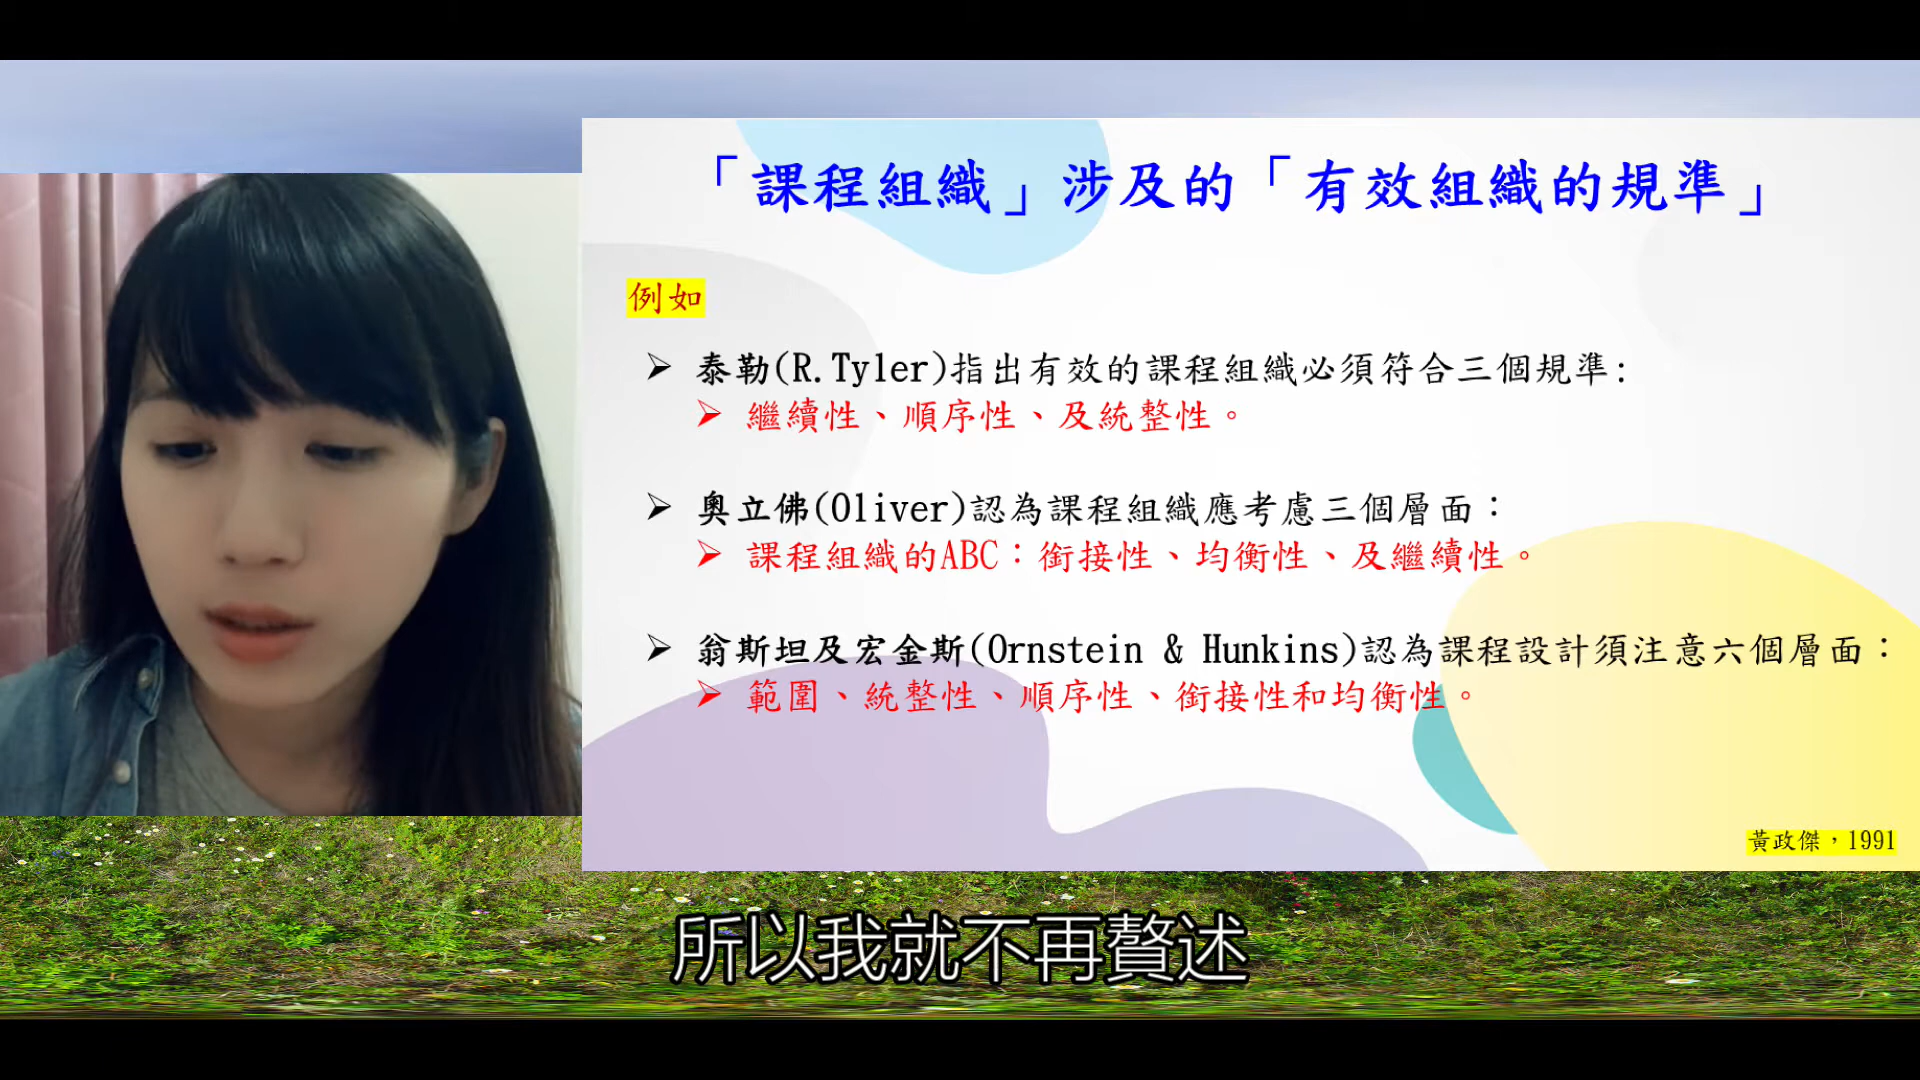 「課程組織」涉及的「有效組織的規準」
例如
泰勒(R.Tyler)指出有效的課程組織必須符合三個規準:
繼續性、順序性、及統整性。
奧立佛(Oliver)認為課程組織應考慮三個層面：
課程組織的ABC：銜接性、均衡性、及繼續性。
翁斯坦及宏金斯(Ornstein & Hunkins)認為課程設計須注意六個層面：
範圍、統整性、順序性、銜接性和均衡性。
黃政傑，1991
所以我就不再贅述